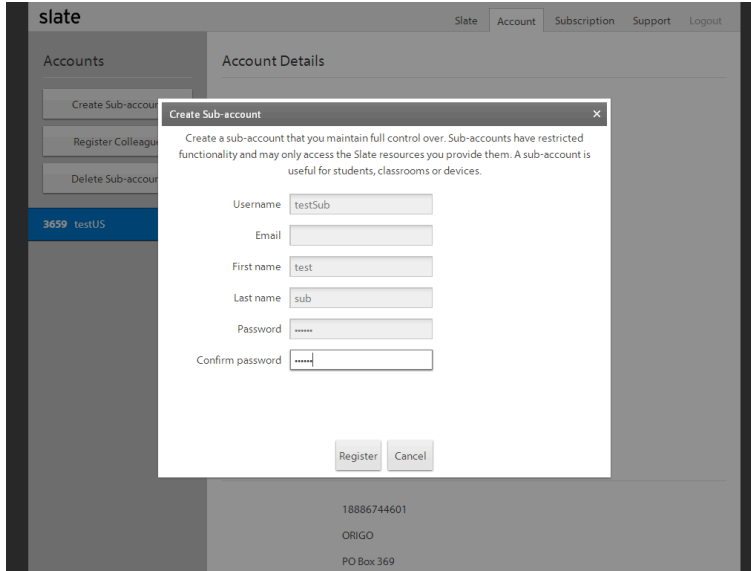 slate
Slate Account Subscription Support Logout
Accounts
Account Details
Create Sub-accour
Register Colleagu
Delete Sub-accour
3659 testUS
Create Sub-account ×
Create a sub-account that you maintain full control over. Sub-accounts have restricted
functionality and may only access the Slate resources you provide them. A sub-account is
useful for students, classrooms or devices.
Username testSub
Email
First name test
Last name sub
Password ••••••
Confirm password ••••••
Register Cancel
18886744601
ORIGO
PO Box 369